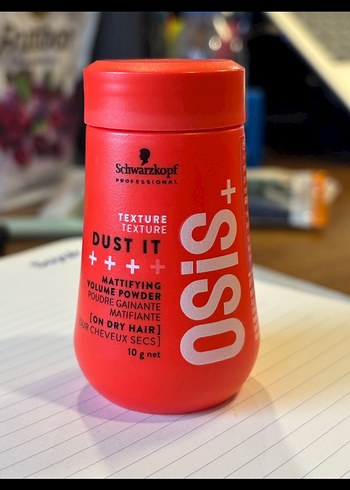 Schwarzkopf
PROFESSIONAL
TEXTURE
TEXTURE
DUST IT
++++
MATTIFYING
VOLUME POWDER
POUDRE GAINANTE
MATIFIANTE
[ON DRY HAIR]
CHEVEUX SECS]
10 g net
OSiS+